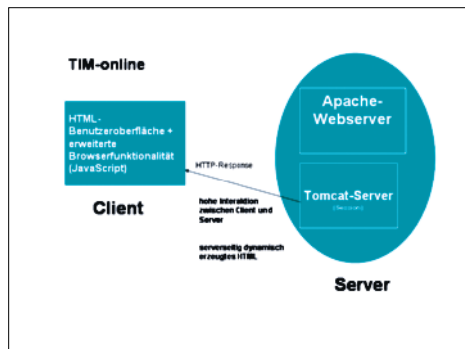 TIM-online
HTML-
Benutzeroberfläche +
erweiterte
Browserfunktionalität
(JavaScript)
Client
HTTP-Response
hohe Interaktion
zwischen Client und
Server
serverseitig dynamisch
erzeugtes HTML
Apache-
Webserver
Tomcat-Server
Server